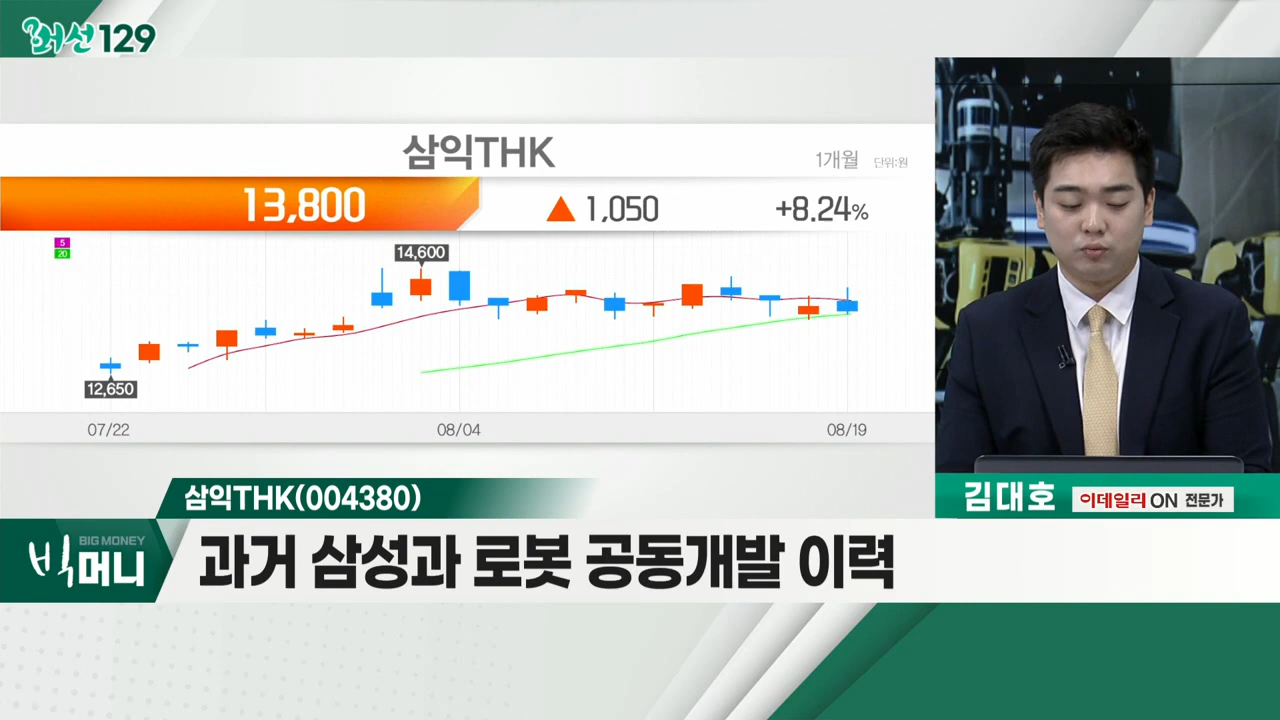 머선129
삼익THK
1개월 단위:원
13,800 ▲ 1,050 +8.24%
5
20
14,600
12,650
07/22 08/04 08/19
김대호 이데일리ON 전문가
삼익THK(004380)
BIG MONEY
빅머니
과거 삼성과 로봇 공동개발 이력